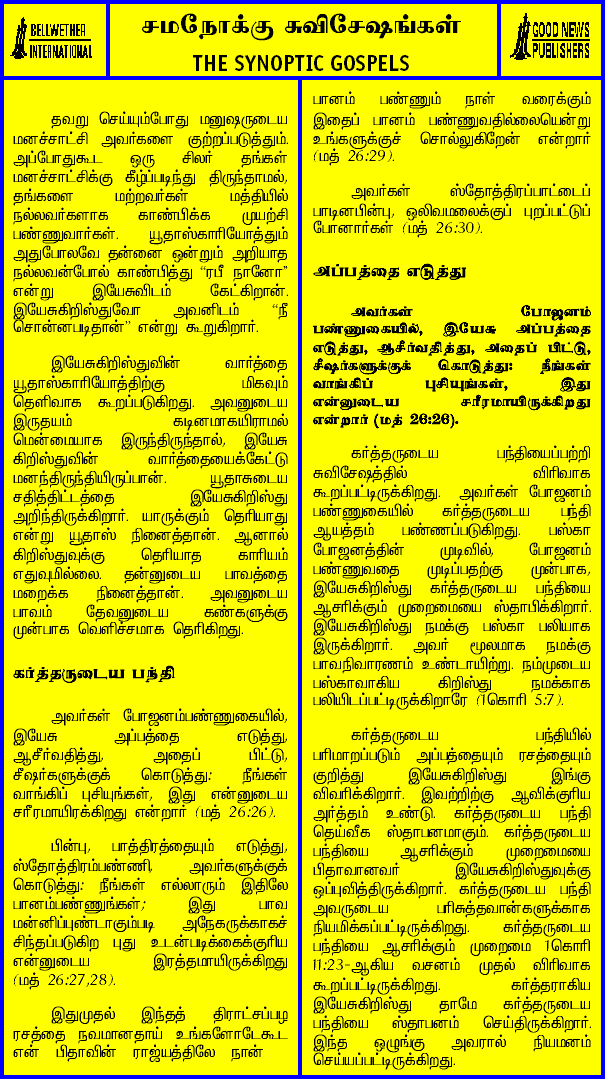 BELLWETHER
INTERNATIONAL
சமநோக்கு சுவிசேஷங்கள்
THE SYNOPTIC GOSPELS
GOOD NEWS
PUBLISHERS
தவறு செய்யும்போது மனுஷருடைய
மனச்சாட்சி அவர்களை குற்றப்படுத்தும்.
அப்போதுகூட ஒரு சிலர் தங்கள்
மனச்சாட்சிக்கு கீழ்ப்படிந்து திருந்தாமல்,
தங்களை மற்றவர்கள் மத்தியில்
நல்லவர்களாக காண்பிக்க முயற்சி
பண்ணுவார்கள். யூதாஸ்காரியோத்தும்
அதுபோலவே தன்னை ஒன்றும் அறியாத
நல்லவன்போல் காண்பித்து “ரபீ நானோ”
என்று இயேசுவிடம் கேட்கிறான்.
இயேசுகிறிஸ்துவோ அவனிடம் “நீ
சொன்னபடிதான்” என்று கூறுகிறார்.
இயேசுகிறிஸ்துவின் வார்த்தை
யூதாஸ்காரியோத்திற்கு மிகவும்
தெளிவாக கூறப்படுகிறது. அவனுடைய
இருதயம் கடினமாகயிராமல்
மென்மையாக இருந்திருந்தால், இயேசு
கிறிஸ்துவின் வார்த்தையைக்கேட்டு
மனந்திருந்தியிருப்பான். யூதாசுடைய
சதித்திட்டத்தை இயேசுகிறிஸ்து
அறிந்திருக்கிறார். யாருக்கும் தெரியாது
என்று யூதாஸ் நினைத்தான். ஆனால்
கிறிஸ்துவுக்கு தெரியாத காரியம்
எதுவுமில்லை. தன்னுடைய பாவத்தை
மறைக்க நினைத்தான். அவனுடைய
பாவம் தேவனுடைய கண்களுக்கு
முன்பாக வெளிச்சமாக தெரிகிறது.
கர்த்தருடைய பந்தி
அவர்கள் போஜனம்பண்ணுகையில்,
இயேசு அப்பத்தை எடுத்து,
ஆசீர்வதித்து, அதைப் பிட்டு,
சீஷர்களுக்குக் கொடுத்து: நீங்கள்
வாங்கிப் புசியுங்கள், இது என்னுடைய
சரீரமாயிரக்கிறது என்றார் (மத் 26:26).
பின்பு, பாத்திரத்தையும் எடுத்து,
ஸ்தோத்திரம்பண்ணி, அவர்களுக்குக்
கொடுத்து: நீங்கள் எல்லாரும் இதிலே
பானம்பண்ணுங்கள்; இது பாவ
மன்னிப்புண்டாகும்படி அநேகருக்காகச்
சிந்தப்படுகிற புது உடன்படிக்கைக்குரிய
என்னுடைய இரத்தமாயிருக்கிறது
(மத் 26:27,28).
இதுமுதல் இந்தத் திராட்சப்பழ
ரசத்தை நவமானதாய் உங்களோடேகூட
என் பிதாவின் ராஜ்யத்திலே நான்
பானம் பண்ணும் நாள் வரைக்கும்
இதைப் பானம் பண்ணுவதில்லையென்று
உங்களுக்குச் சொல்லுகிறேன் என்றார்
(மத் 26:29).
அவர்கள் ஸ்தோத்திரப்பாட்டைப்
பாடினபின்பு, ஒலிவமலைக்குப் புறப்பட்டுப்
போனார்கள் (மத் 26:30).
அப்பத்தை எடுத்து
அவர்கள் போஜனம்
பண்ணுகையில், இயேசு அப்பத்தை
எடுத்து, ஆசீர்வதித்து, அதைப் பிட்டு,
சீஷர்களுக்குக் கொடுத்து: நீங்கள்
வாங்கிப் புசியுங்கள், இது
என்னுடைய சரீரமாயிருக்கிறது
என்றார் (மத் 26:26).
கர்த்தருடைய பந்தியைப்பற்றி
சுவிசேஷத்தில் விரிவாக
கூறப்பட்டிருக்கிறது. அவர்கள் போஜனம்
பண்ணுகையில் கர்த்தருடைய பந்தி
ஆயத்தம் பண்ணப்படுகிறது. பஸ்கா
போஜனத்தின் முடிவில், போஜனம்
பண்ணுவதை முடிப்பதற்கு முன்பாக,
இயேசுகிறிஸ்து கர்த்தருடைய பந்தியை
ஆசரிக்கும் முறைமையை ஸ்தாபிக்கிறார்.
இயேசுகிறிஸ்து நமக்கு பஸ்கா பலியாக
இருக்கிறார். அவர் மூலமாக நமக்கு
பாவநிவாரணம் உண்டாயிற்று. நம்முடைய
பஸ்காவாகிய கிறிஸ்து நமக்காக
பலியிடப்பட்டிருக்கிறாரே (1கொரி 5:7).
கர்த்தருடைய பந்தியில்
பரிமாறப்படும் அப்பத்தையும் ரசத்தையும்
குறித்து இயேசுகிறிஸ்து இங்கு
விவரிக்கிறார். இவற்றிற்கு ஆவிக்குரிய
அர்த்தம் உண்டு. கர்த்தருடைய பந்தி
தெய்வீக ஸ்தாபனமாகும். கர்த்தருடைய
பந்தியை ஆசரிக்கும் முறைமையை
பிதாவானவர் இயேசுகிறிஸ்துவுக்கு
ஒப்புவித்திருக்கிறார். கர்த்தருடைய பந்தி
அவருடைய பரிசுத்தவான்களுக்காக
நியமிக்கப்பட்டிருக்கிறது. கர்த்தருடைய
பந்தியை ஆசரிக்கும் முறைமை 1கொரி
11:23-ஆகிய வசனம் முதல் விரிவாக
கூறப்பட்டிருக்கிறது. கர்த்தராகிய
இயேசுகிறிஸ்து தாமே கர்த்தருடைய
பந்தியை ஸ்தாபனம் செய்திருக்கிறார்.
இந்த ஒழுங்கு அவரால் நியமனம்
செய்யப்பட்டிருக்கிறது.